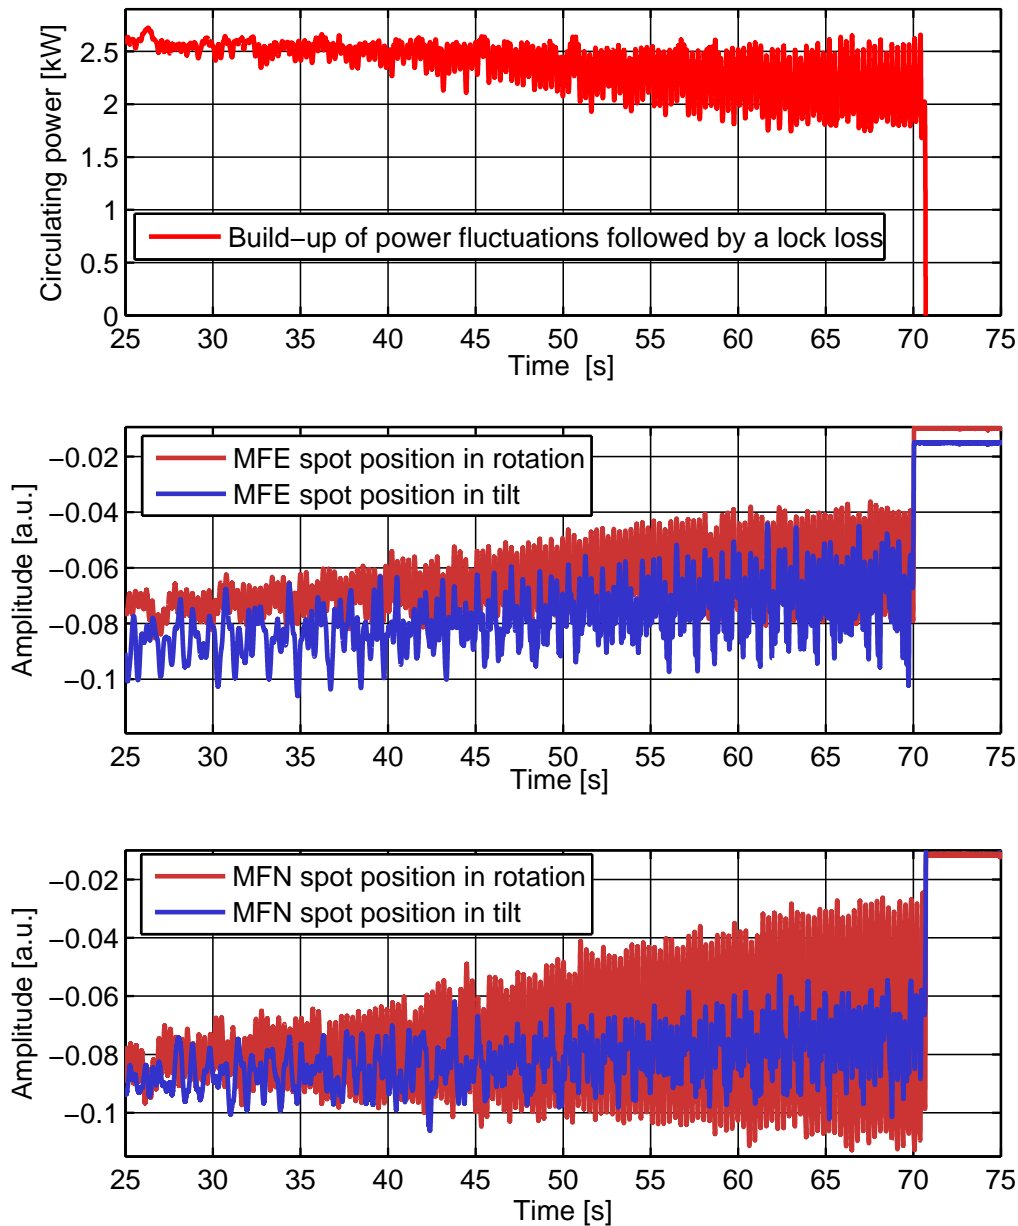 Circulating power [kW]
2.5
2
1.5
1
0.5
0
Build−up of power fluctuations followed by a lock loss
25 30 35 40 45 50 55 60 65 70 75
Time [s]
Amplitude [a.u.]
−0.02
−0.04
−0.06
−0.08
−0.1
MFE spot position in rotation
MFE spot position in tilt
25 30 35 40 45 50 55 60 65 70 75
Time [s]
Amplitude [a.u.]
−0.02
−0.04
−0.06
−0.08
−0.1
MFN spot position in rotation
MFN spot position in tilt
25 30 35 40 45 50 55 60 65 70 75
Time [s]